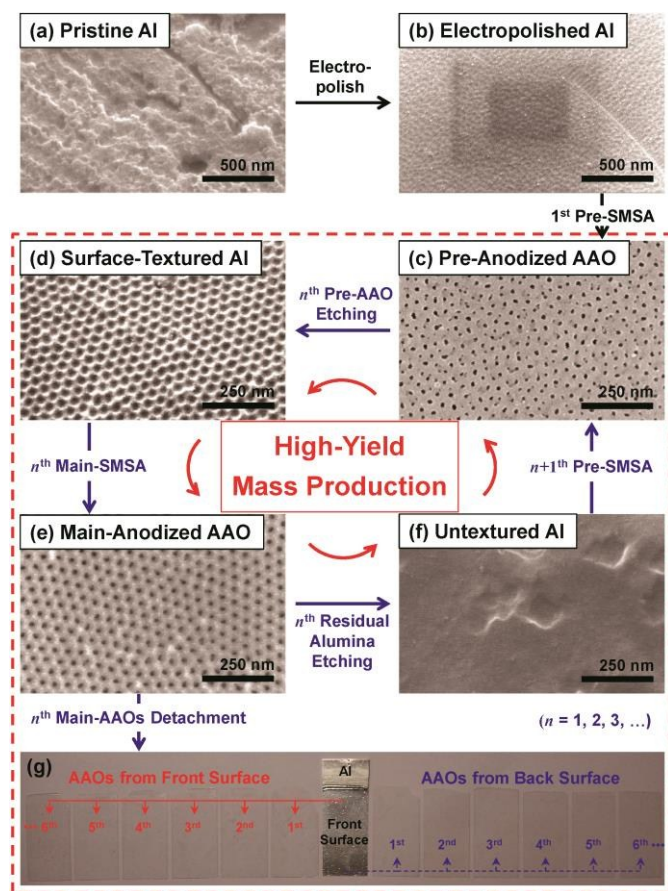 (a) Pristine Al
500 nm
Electro-
polish
(b) Electropolished Al
500 nm
1st Pre-SMSA
(d) Surface-Textured Al
250 nm
nth Pre-AAO
Etching
(c) Pre-Anodized AAO
250 nm
nth Main-SMSA
High-Yield
Mass Production
n+1th Pre-SMSA
(e) Main-Anodized AAO
250 nm
nth Residual
Alumina
Etching
(f) Untextured Al
250 nm
nth Main-AAOs Detachment
(n = 1, 2, 3, ...)
(g)
AAOs from Front Surface
Al
AAOs from Back Surface
Front
Surface
... 6th 5th 4th 3rd 2nd 1st
1st 2nd 3rd 4th 5th 6th ...